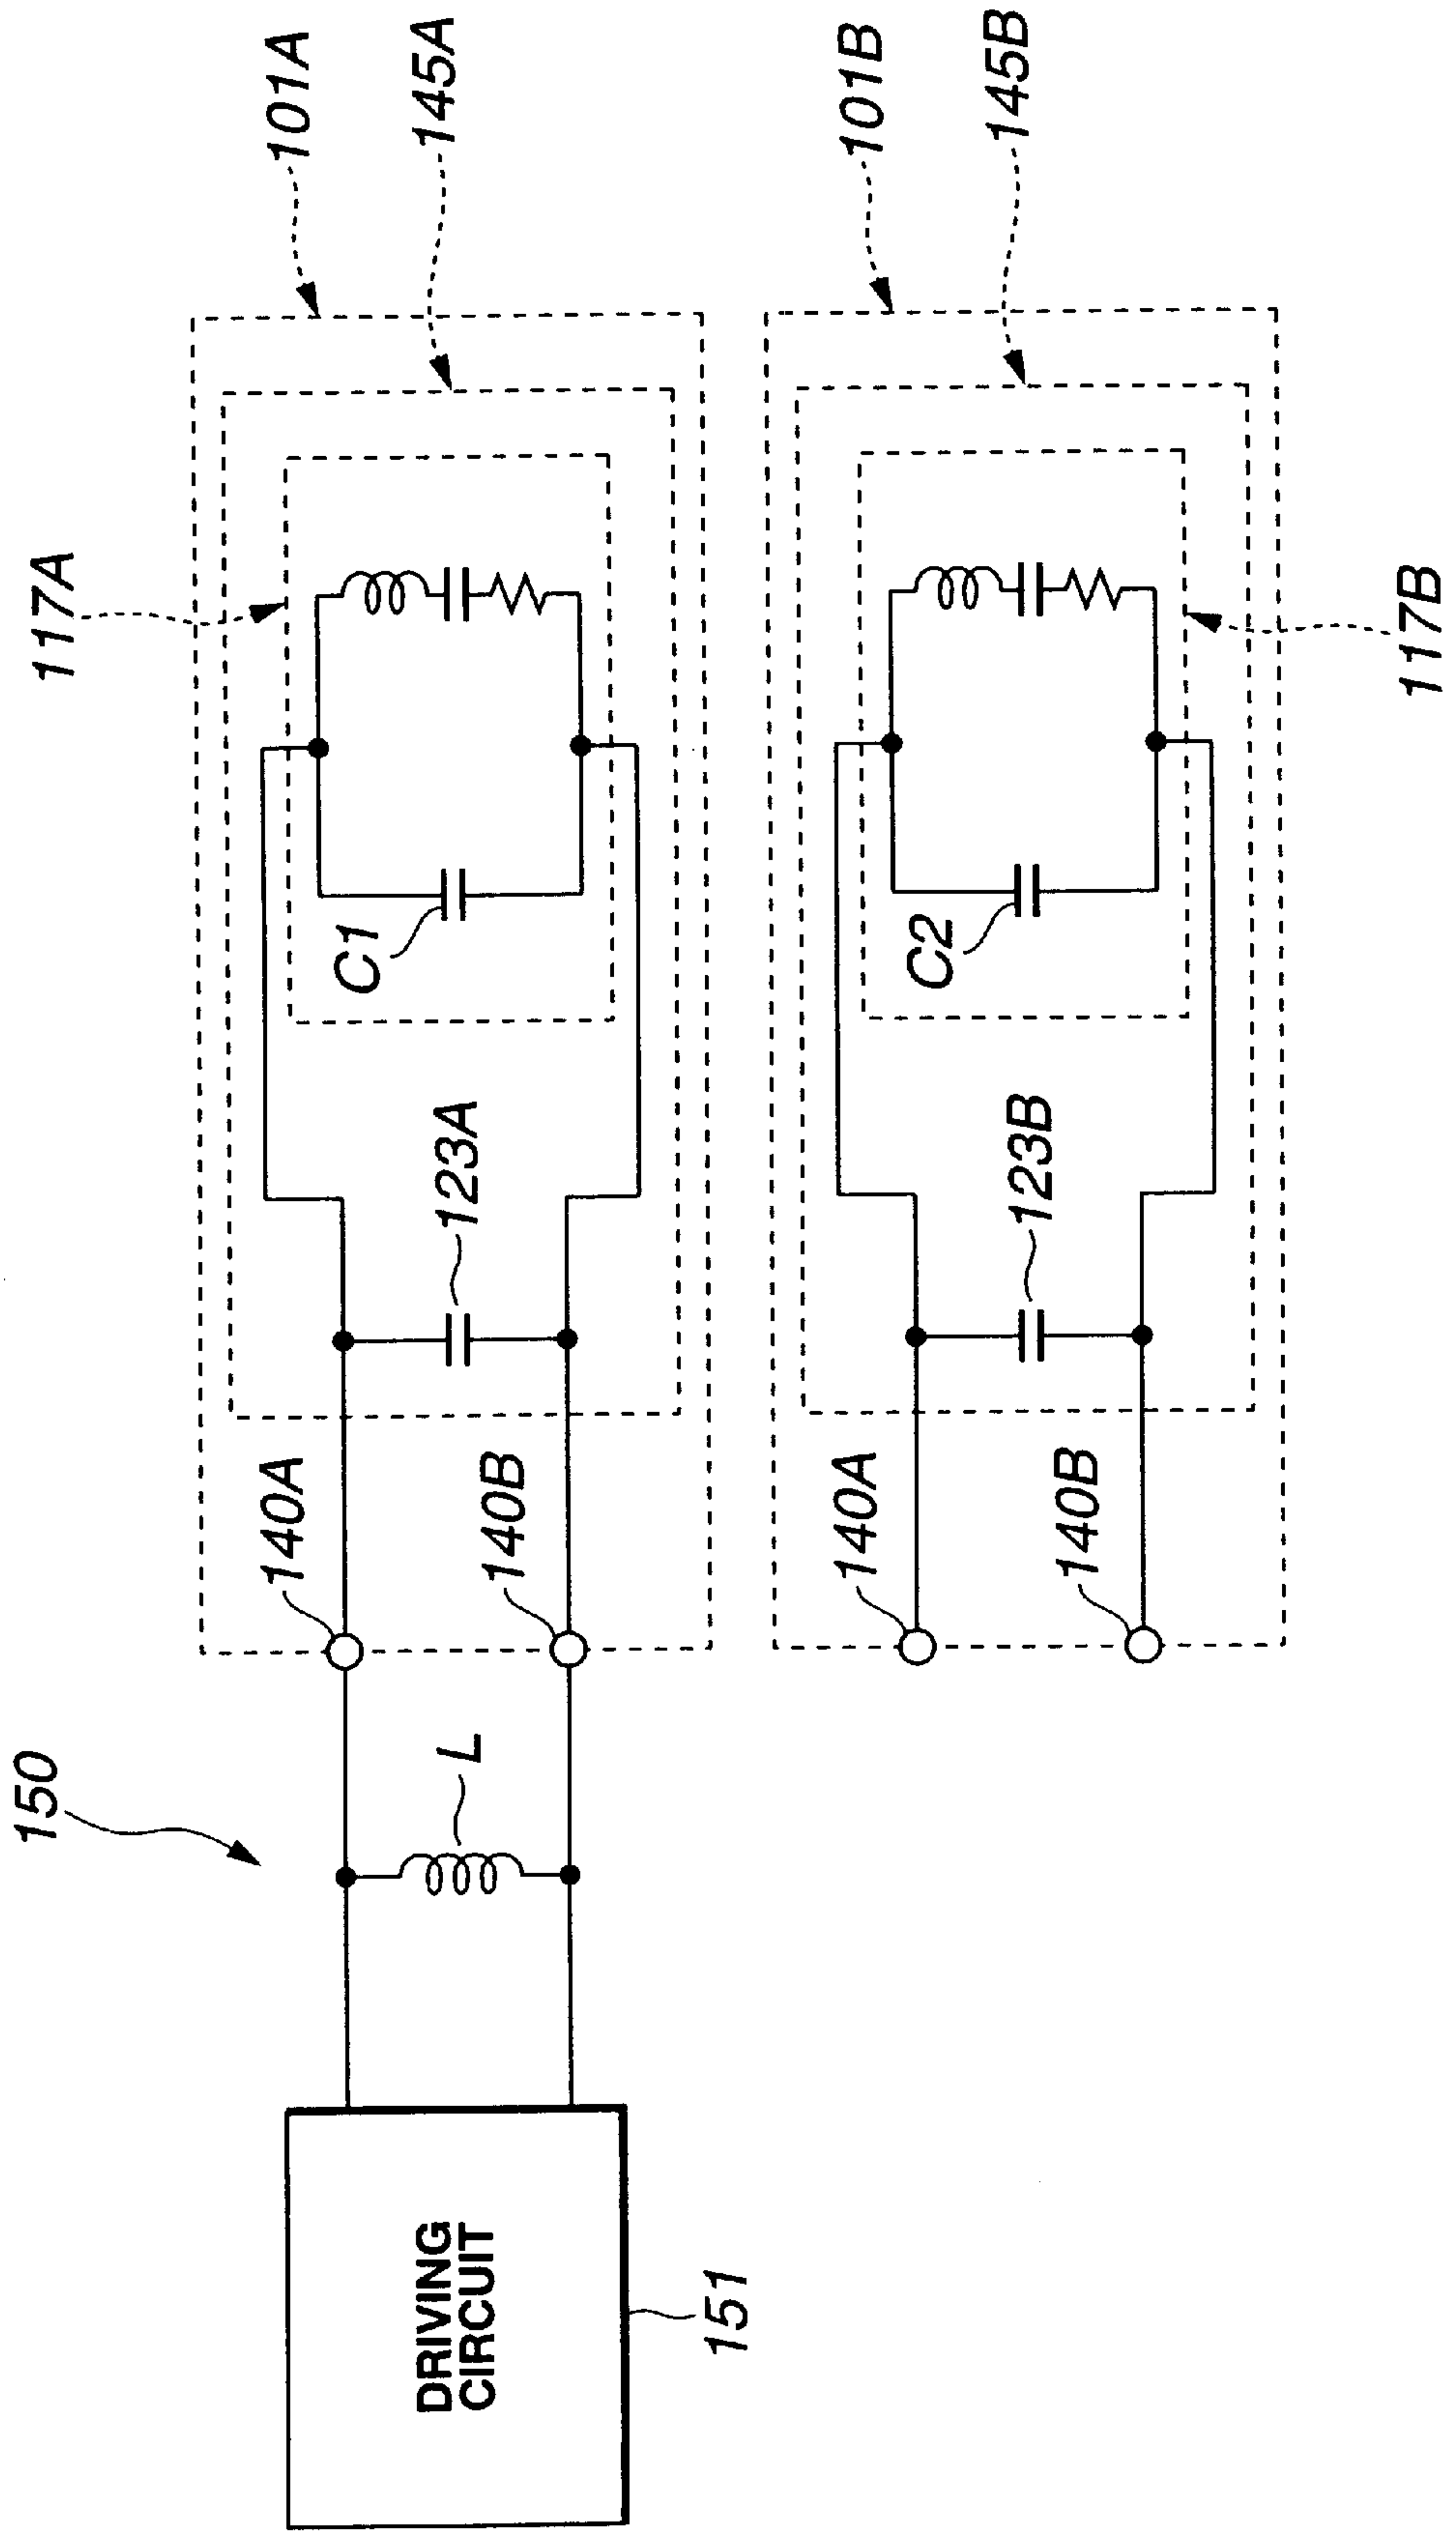 101A
145A
101B
145B
117A
117B
C1
C2
123A
123B
140A
140B
140A
140B
150
L
DRIVING
CIRCUIT
151